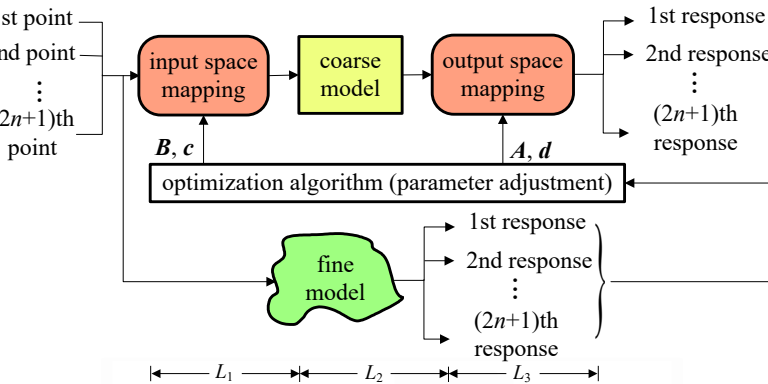 st point
nd point
⋮
2n+1)th
point
input space
mapping
coarse
model
output space
mapping
1st response
2nd response
⋮
(2n+1)th
response
B, c
A, d
optimization algorithm (parameter adjustment)
fine
model
1st response
2nd response
⋮
(2n+1)th
response
L1
L2
L3